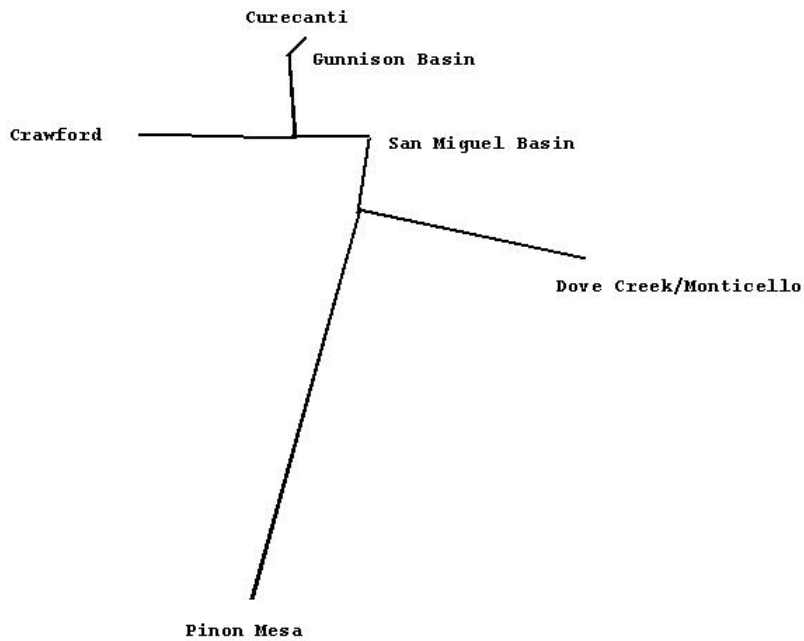 Curecanti
Gunnison Basin
Crawford
San Miguel Basin
Dove Creek/Monticello
Pinon Mesa